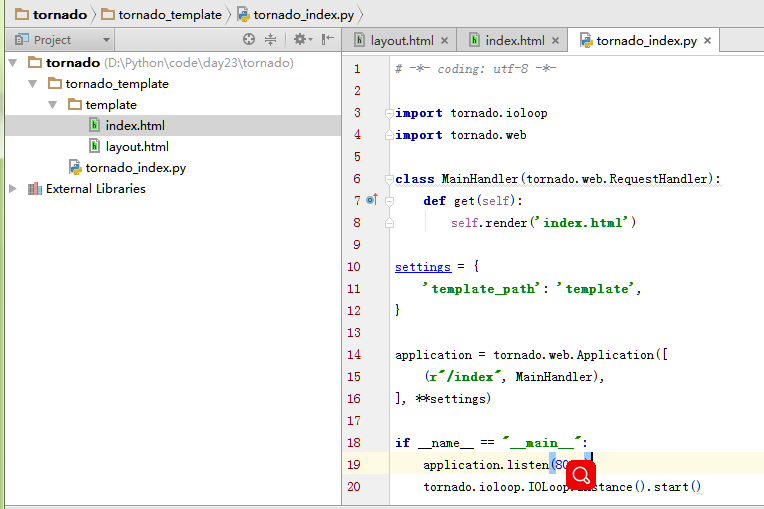 tornado tornado_template tornado_index.py
Project
layout.html index.html tornado_index.py
tornado (D:\Python\code\day23\tornado)
tornado_template
template
index.html
layout.html
tornado_index.py
External Libraries
1 # -*- coding: utf-8 -*-
2
3 import tornado.ioloop
4 import tornado.web
5
6 class MainHandler(tornado.web.RequestHandler):
7 def get(self):
8 self.render('index.html')
9
10 settings = {
11 'template_path': 'template',
12 }
13
14 application = tornado.web.Application([
15 (r"/index", MainHandler),
16 ], **settings)
17
18 if __name__ == "__main__":
19 application.listen(
20 tornado.ioloop.IOLoop.instance().start()